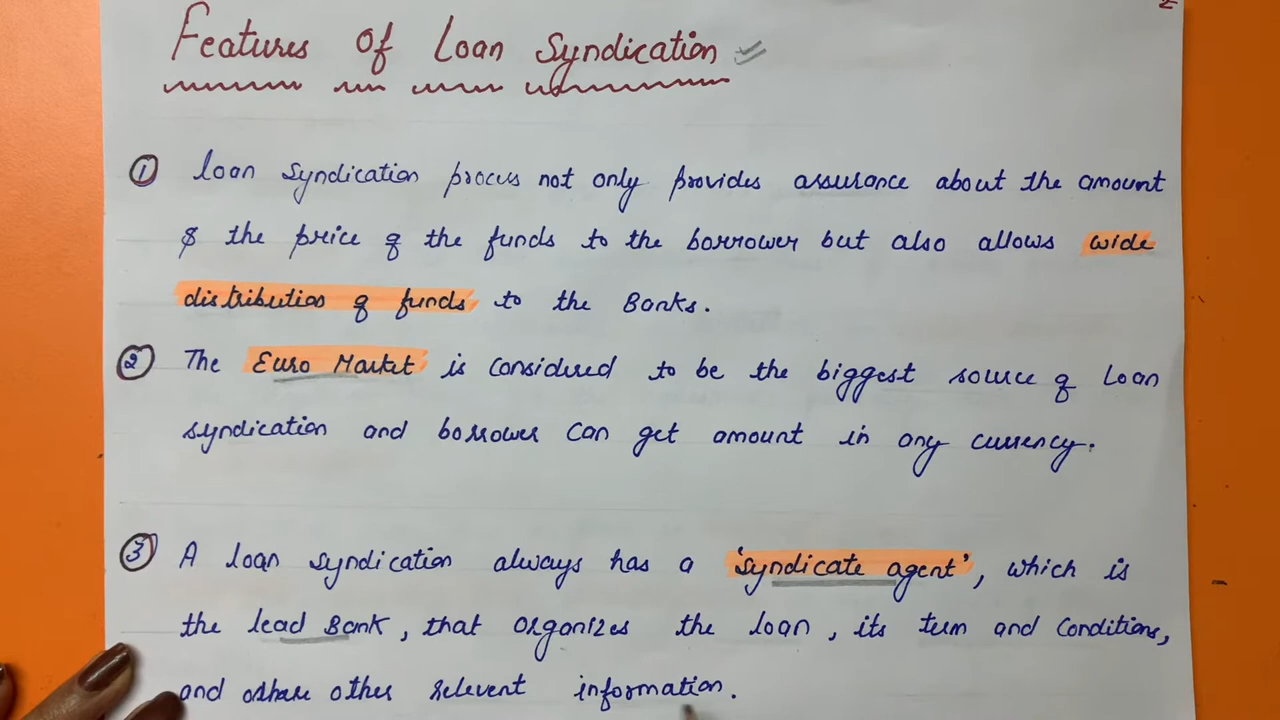 Features Of Loan Syndication
① Loan Syndication process not only provides assurance about the amount
& the price of the funds to the borrower but also allows wide
distribution of funds to the Banks.
② The Euro Market is considered to be the biggest source of Loan
syndication and borrower can get amount in any currency.
③ A loan syndication always has a 'syndicate agent', which is
the lead Bank, that organizes the loan, its term and conditions,
and share other relevent information.